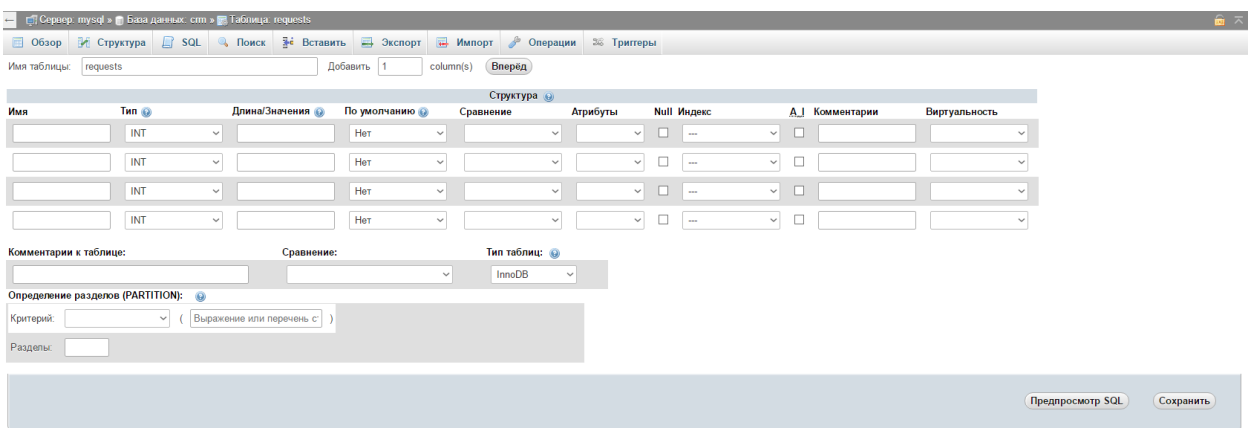 ← Сервер: mysql » База данных: crm » Таблица: requests
Обзор Структура SQL Поиск Вставить Экспорт Импорт Операции Триггеры
Имя таблицы: requests Добавить 1 column(s) Вперёд
Структура
Имя Тип Длина/Значения По умолчанию Сравнение Атрибуты Null Индекс A_I Комментарии Виртуальность
INT Нет ---
INT Нет ---
INT Нет ---
INT Нет ---
Комментарии к таблице: Сравнение: Тип таблиц:
InnoDB
Определение разделов (PARTITION):
Критерий: ( Выражение или перечень ст )
Разделы:
Предпросмотр SQL Сохранить